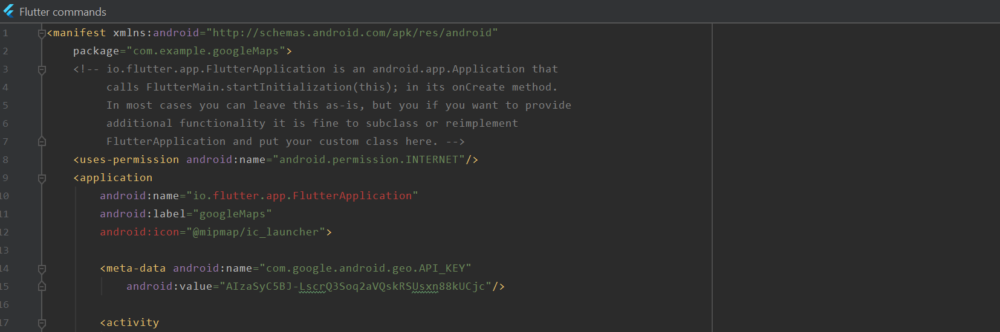 Flutter commands
1 <manifest xmlns:android="http://schemas.android.com/apk/res/android"
2 package="com.example.googleMaps">
3 <!-- io.flutter.app.FlutterApplication is an android.app.Application that
4 calls FlutterMain.startInitialization(this); in its onCreate method.
5 In most cases you can leave this as-is, but you if you want to provide
6 additional functionality it is fine to subclass or reimplement
7 FlutterApplication and put your custom class here. -->
8 <uses-permission android:name="android.permission.INTERNET"/>
9 <application
10 android:name="io.flutter.app.FlutterApplication"
11 android:label="googleMaps"
12 android:icon="@mipmap/ic_launcher">
13
14 <meta-data android:name="com.google.android.geo.API_KEY"
15 android:value="AIzaSyC5BJ-LscrQ3Soq2aVQskRSUsxn88kUCjc"/>
16
17 <activity